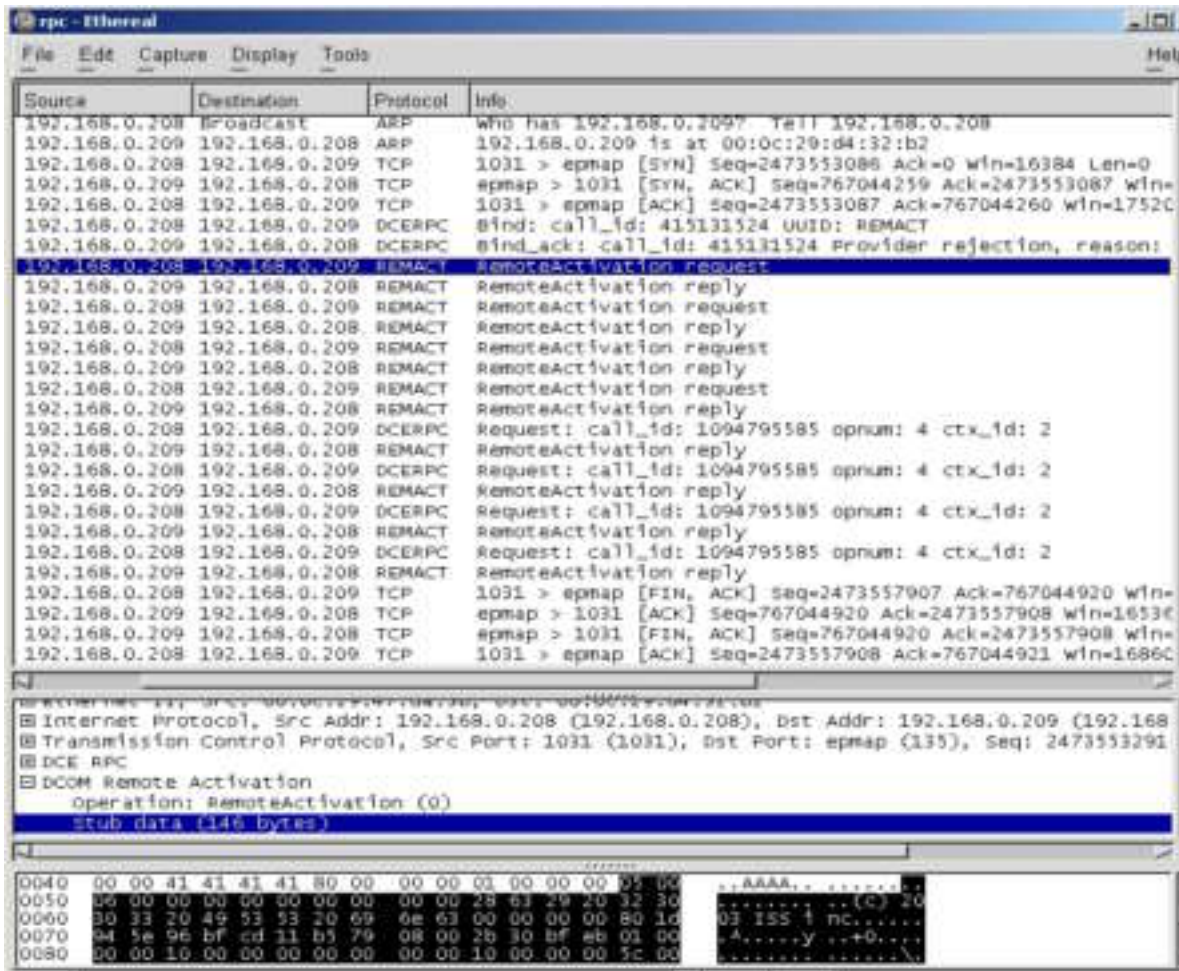 rpc - Ethereal
File Edit Capture Display Tools Help
Source Destination Protocol Info
192.168.0.208 Broadcast ARP Who has 192.168.0.209? Tell 192.168.0.208
192.168.0.209 192.168.0.208 ARP 192.168.0.209 is at 00:0c:29:d4:32:b2
192.168.0.208 192.168.0.209 TCP 1031 > epmap [SYN] Seq=2473553086 Ack=0 Win=16384 Len=0
192.168.0.209 192.168.0.208 TCP epmap > 1031 [SYN, ACK] Seq=767044259 Ack=2473553087 Win=
192.168.0.208 192.168.0.209 TCP 1031 > epmap [ACK] Seq=2473553087 Ack=767044260 Win=17520
192.168.0.208 192.168.0.209 DCERPC Bind: call_id: 415131524 UUID: REMACT
192.168.0.209 192.168.0.208 DCERPC Bind_ack: call_id: 415131524 Provider rejection, reason:
192.168.0.208 192.168.0.209 REMACT RemoteActivation request
192.168.0.209 192.168.0.208 REMACT RemoteActivation reply
192.168.0.208 192.168.0.209 REMACT RemoteActivation request
192.168.0.209 192.168.0.208 REMACT RemoteActivation reply
192.168.0.208 192.168.0.209 REMACT RemoteActivation request
192.168.0.209 192.168.0.208 REMACT RemoteActivation reply
192.168.0.208 192.168.0.209 REMACT RemoteActivation request
192.168.0.209 192.168.0.208 REMACT RemoteActivation reply
192.168.0.208 192.168.0.209 DCERPC Request: call_id: 1094795585 opnum: 4 ctx_id: 2
192.168.0.209 192.168.0.208 REMACT RemoteActivation reply
192.168.0.208 192.168.0.209 DCERPC Request: call_id: 1094795585 opnum: 4 ctx_id: 2
192.168.0.209 192.168.0.208 REMACT RemoteActivation reply
192.168.0.208 192.168.0.209 DCERPC Request: call_id: 1094795585 opnum: 4 ctx_id: 2
192.168.0.209 192.168.0.208 REMACT RemoteActivation reply
192.168.0.208 192.168.0.209 DCERPC Request: call_id: 1094795585 opnum: 4 ctx_id: 2
192.168.0.209 192.168.0.208 REMACT RemoteActivation reply
192.168.0.208 192.168.0.209 TCP 1031 > epmap [FIN, ACK] Seq=2473557907 Ack=767044920 Win=
192.168.0.209 192.168.0.208 TCP epmap > 1031 [ACK] Seq=767044920 Ack=2473557908 Win=16536
192.168.0.209 192.168.0.208 TCP epmap > 1031 [FIN, ACK] Seq=767044920 Ack=2473557908 Win=
192.168.0.208 192.168.0.209 TCP 1031 > epmap [ACK] Seq=2473557908 Ack=767044921 Win=16860
Internet Protocol, Src Addr: 192.168.0.208 (192.168.0.208), Dst Addr: 192.168.0.209 (192.168
Transmission Control Protocol, Src Port: 1031 (1031), Dst Port: epmap (135), Seq: 2473553291
DCE RPC
DCOM Remote Activation
Operation: RemoteActivation (0)
Stub data (146 bytes)
0040 00 00 41 41 41 41 80 00 00 00 01 00 00 00 05 00 ..AAAA.. ........
0050 06 00 00 00 00 00 00 00 28 63 29 20 32 30 ........ ..(c) 20
0060 30 33 20 49 53 53 20 69 6e 63 00 00 00 00 80 1d 03 ISS i nc......
0070 94 5e 96 bf cd 11 b5 79 08 00 2b 30 bf eb 01 00 .^.....y ..+0....
0080 00 00 10 00 00 00 00 00 00 00 10 00 00 00 5c 00 ........ ......\.